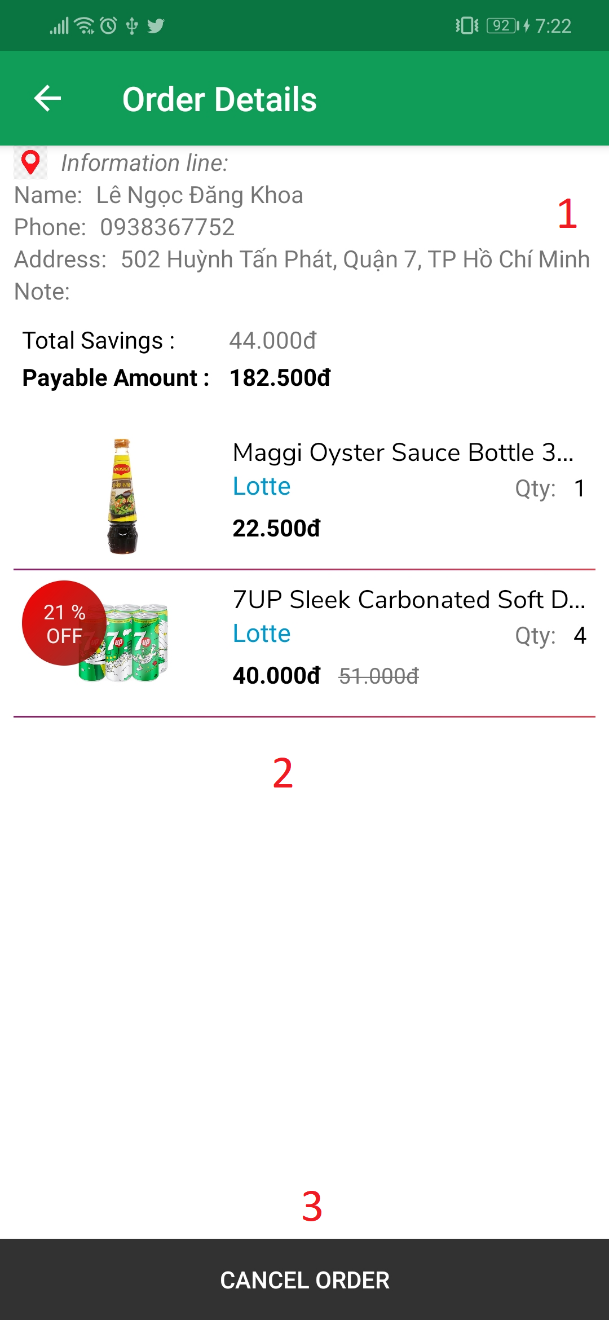 92 7:22
Order Details
Information line:
Name: Lê Ngọc Đăng Khoa
Phone: 0938367752
1
Address: 502 Huỳnh Tấn Phát, Quận 7, TP Hồ Chí Minh
Note:
Total Savings : 44.000đ
Payable Amount : 182.500đ
Maggi Oyster Sauce Bottle 3...
Lotte Qty: 1
22.500đ
MAGGI
7UP Sleek Carbonated Soft D...
21 % OFF
Lotte Qty: 4
7up
40.000đ 51.000đ
2
3
CANCEL ORDER